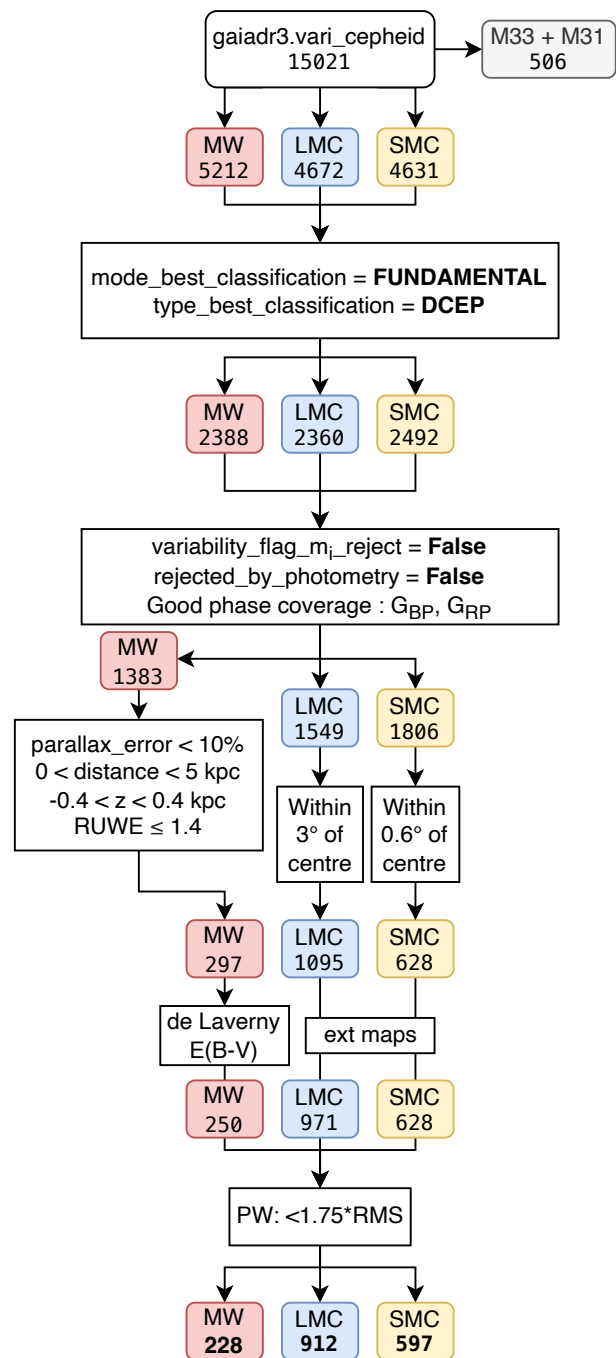 gaiadr3.vari_cepheid
15021
M33 + M31
506
MW
5212
LMC
4672
SMC
4631
mode_best_classification = FUNDAMENTAL
type_best_classification = DCEP
MW
2388
LMC
2360
SMC
2492
variability_flag_mi_reject = False
rejected_by_photometry = False
Good phase coverage : GBP, GRP
MW
1383
LMC
1549
SMC
1806
parallax_error < 10%
0 < distance < 5 kpc
-0.4 < z < 0.4 kpc
RUWE ≤ 1.4
Within
3° of
centre
Within
0.6° of
centre
MW
297
LMC
1095
SMC
628
de Laverny
E(B-V)
ext maps
MW
250
LMC
971
SMC
628
PW: <1.75*RMS
MW
228
LMC
912
SMC
597